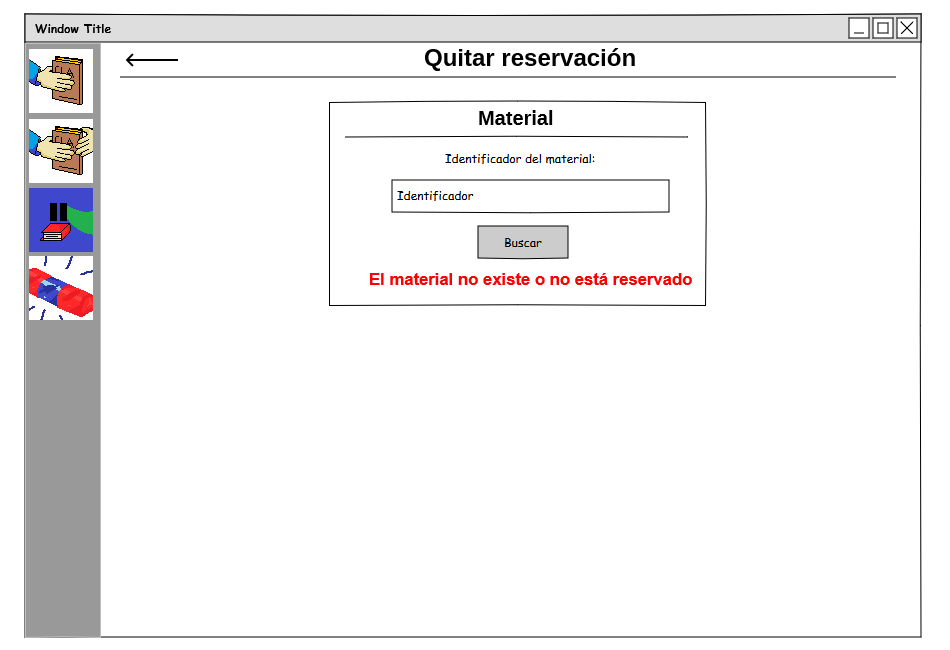 Window Title
Quitar reservación
Material
Identificador del material:
Identificador
Buscar
El material no existe o no está reservado